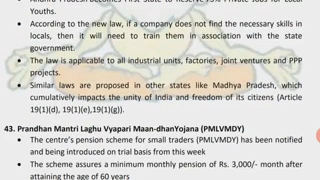 Andhra Pradesh Becomes First State to Reserve 75% Private Jobs for Local
Youths.
• According to the new law, if a company does not find the necessary skills in
locals, then it will need to train them in association with the state
government.
• The law is applicable to all industrial units, factories, joint ventures and PPP
projects.
• Similar laws are proposed in other states like Madhya Pradesh, which
cumulatively impacts the unity of India and freedom of its citizens (Article
19(1)(d), 19(1)(e),19(1)(g)).
43. Prandhan Mantri Laghu Vyapari Maan-dhanYojana (PMLVMDY)
• The centre's pension scheme for small traders (PMLVMDY) has been notified
and being introduced on trial basis from this week
• The scheme assures a minimum monthly pension of Rs. 3,000/- month after
attaining the age of 60 years